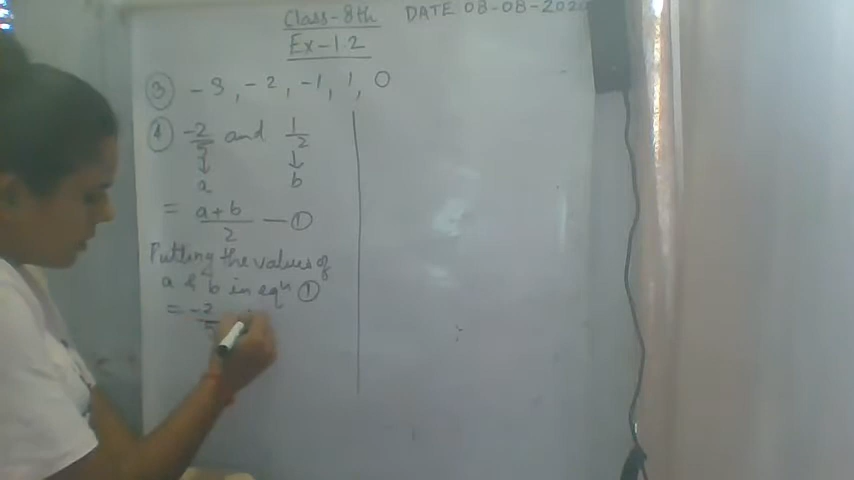 Class-8th DATE 08-08-2020
Ex-1.2
③ -3, -2, -1, 1, 0
④ -2/5 and 1/2
↓ ↓
a b
= a+b/2 — ①
Putting the values of
a & b in eqⁿ ①
= -2/5